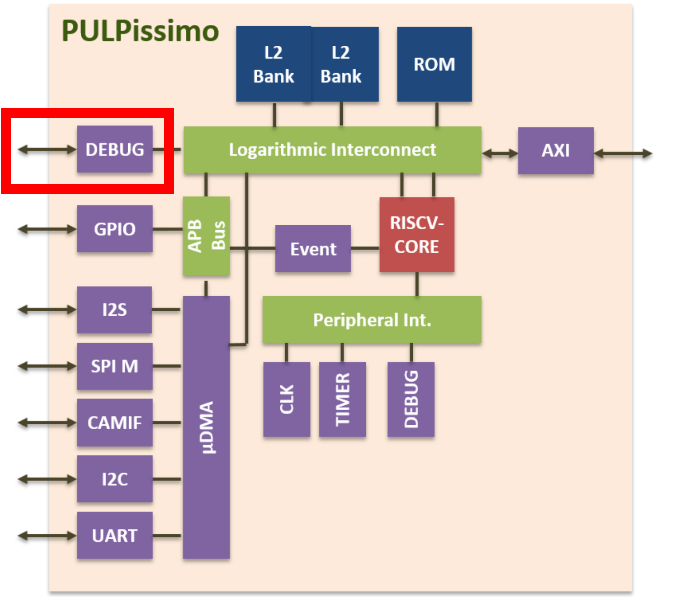 PULPissimo
L2
Bank
L2
Bank
ROM
DEBUG
Logarithmic Interconnect
AXI
GPIO
APB
Bus
Event
RISCV-
CORE
I2S
Peripheral Int.
SPI M
CLK
TIMER
DEBUG
CAMIF
µDMA
I2C
UART